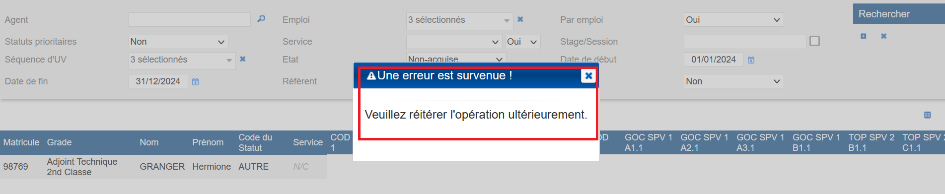 Agent
Emploi
3 sélectionnés
Par emploi
Oui
Rechercher
Statuts prioritaires
Non
Service
Oui
Stage/Session
Séquence d'UV
3 sélectionnés
Etat
Non-acquise
Date de début
01/01/2024
Date de fin
31/12/2024
Référent
Non
Une erreur est survenue !
Veuillez réitérer l'opération ultérieurement.
Matricule
Grade
Nom
Prénom
Code du
Statut
Service
COD
1
GOC SPV 1
A1.1
GOC SPV 1
A2.1
GOC SPV 1
A3.1
GOC SPV 1
B1.1
TOP SPV 2
B1.1
TOP SPV 2
C1.1
98769
Adjoint Technique
2nd Classe
GRANGER
Hermione
AUTRE
N/C